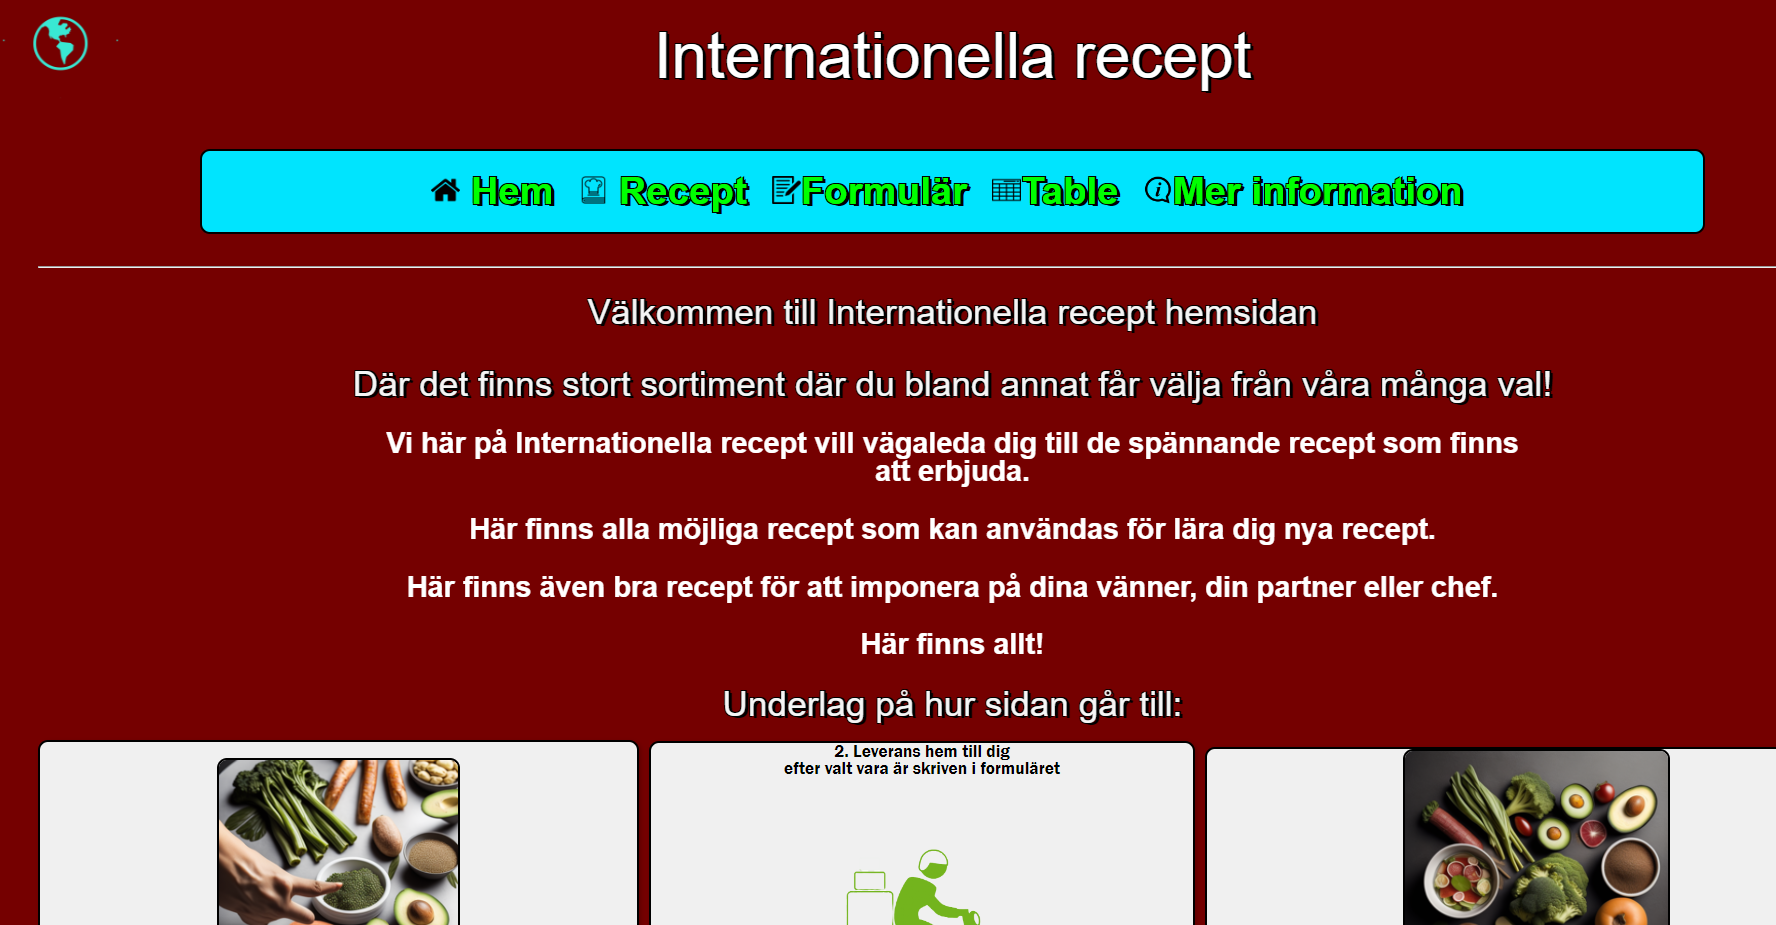 Internationella recept
Hem Recept Formulär Table Mer information
Välkommen till Internationella recept hemsidan
Där det finns stort sortiment där du bland annat får välja från våra många val!
Vi här på Internationella recept vill vägaleda dig till de spännande recept som finns
att erbjuda.
Här finns alla möjliga recept som kan användas för lära dig nya recept.
Här finns även bra recept för att imponera på dina vänner, din partner eller chef.
Här finns allt!
Underlag på hur sidan går till:
2. Leverans hem till dig
efter valt vara är skriven i formuläret